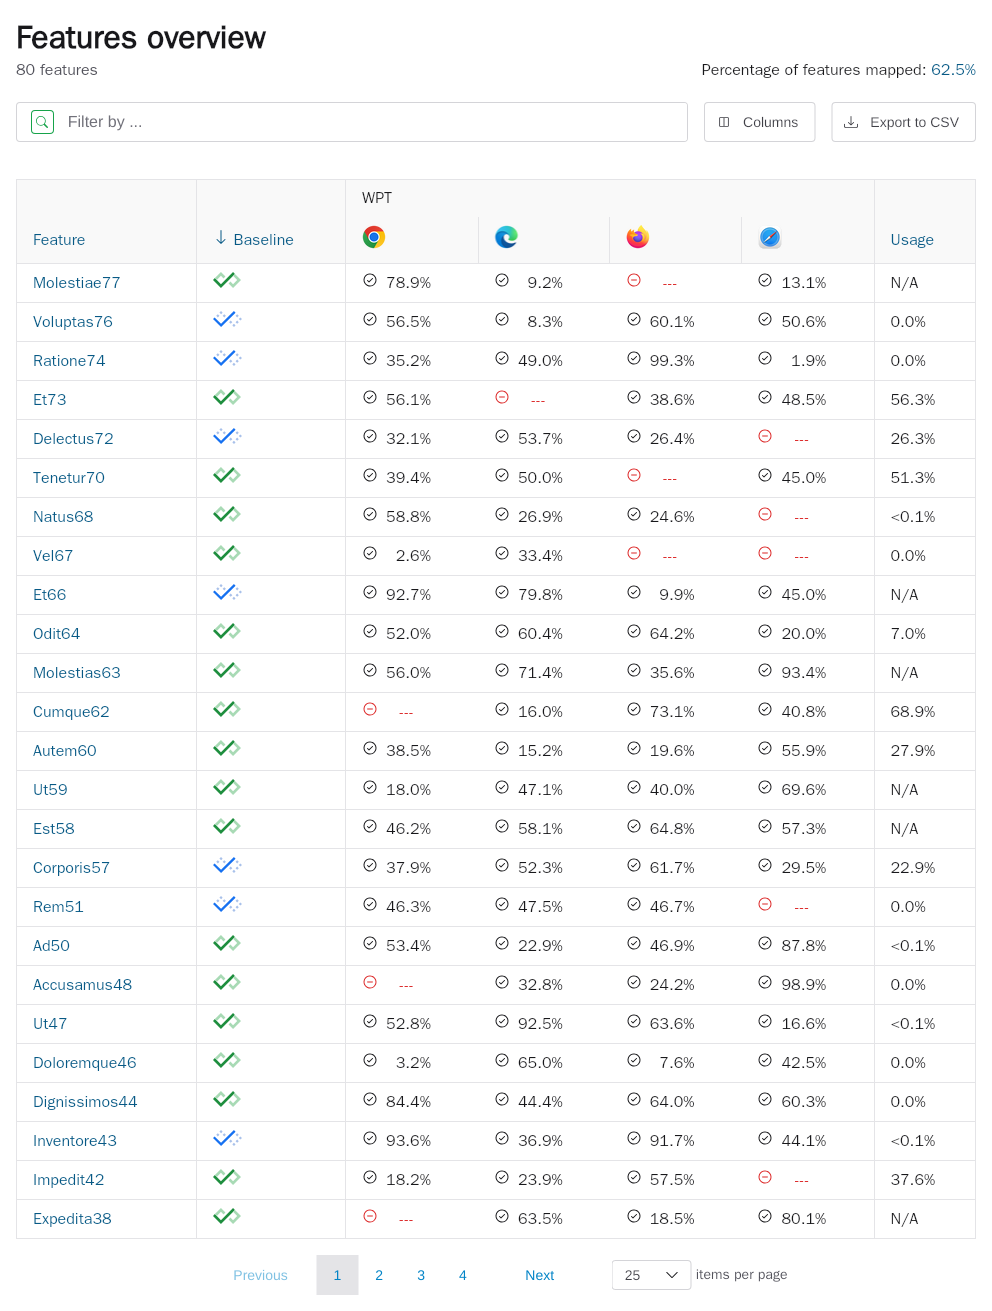 Features overview
80 features
Percentage of features mapped: 62.5%
Filter by ...
Columns
Export to CSV
WPT
Feature Baseline Usage
Molestiae77 78.9% 9.2% --- 13.1% N/A
Voluptas76 56.5% 8.3% 60.1% 50.6% 0.0%
Ratione74 35.2% 49.0% 99.3% 1.9% 0.0%
Et73 56.1% --- 38.6% 48.5% 56.3%
Delectus72 32.1% 53.7% 26.4% --- 26.3%
Tenetur70 39.4% 50.0% --- 45.0% 51.3%
Natus68 58.8% 26.9% 24.6% --- <0.1%
Vel67 2.6% 33.4% --- --- 0.0%
Et66 92.7% 79.8% 9.9% 45.0% N/A
Odit64 52.0% 60.4% 64.2% 20.0% 7.0%
Molestias63 56.0% 71.4% 35.6% 93.4% N/A
Cumque62 --- 16.0% 73.1% 40.8% 68.9%
Autem60 38.5% 15.2% 19.6% 55.9% 27.9%
Ut59 18.0% 47.1% 40.0% 69.6% N/A
Est58 46.2% 58.1% 64.8% 57.3% N/A
Corporis57 37.9% 52.3% 61.7% 29.5% 22.9%
Rem51 46.3% 47.5% 46.7% --- 0.0%
Ad50 53.4% 22.9% 46.9% 87.8% <0.1%
Accusamus48 --- 32.8% 24.2% 98.9% 0.0%
Ut47 52.8% 92.5% 63.6% 16.6% <0.1%
Doloremque46 3.2% 65.0% 7.6% 42.5% 0.0%
Dignissimos44 84.4% 44.4% 64.0% 60.3% 0.0%
Inventore43 93.6% 36.9% 91.7% 44.1% <0.1%
Impedit42 18.2% 23.9% 57.5% --- 37.6%
Expedita38 --- 63.5% 18.5% 80.1% N/A
Previous 1 2 3 4 Next 25 items per page